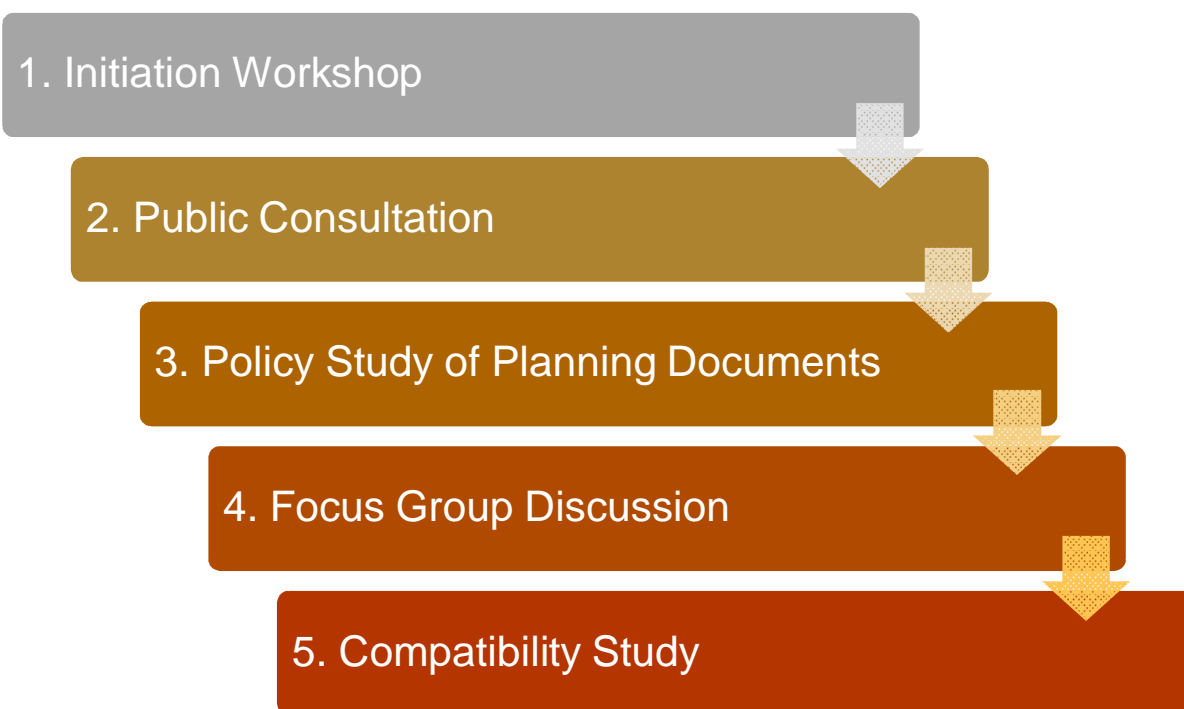 1. Initiation Workshop
2. Public Consultation
3. Policy Study of Planning Documents
4. Focus Group Discussion
5. Compatibility Study